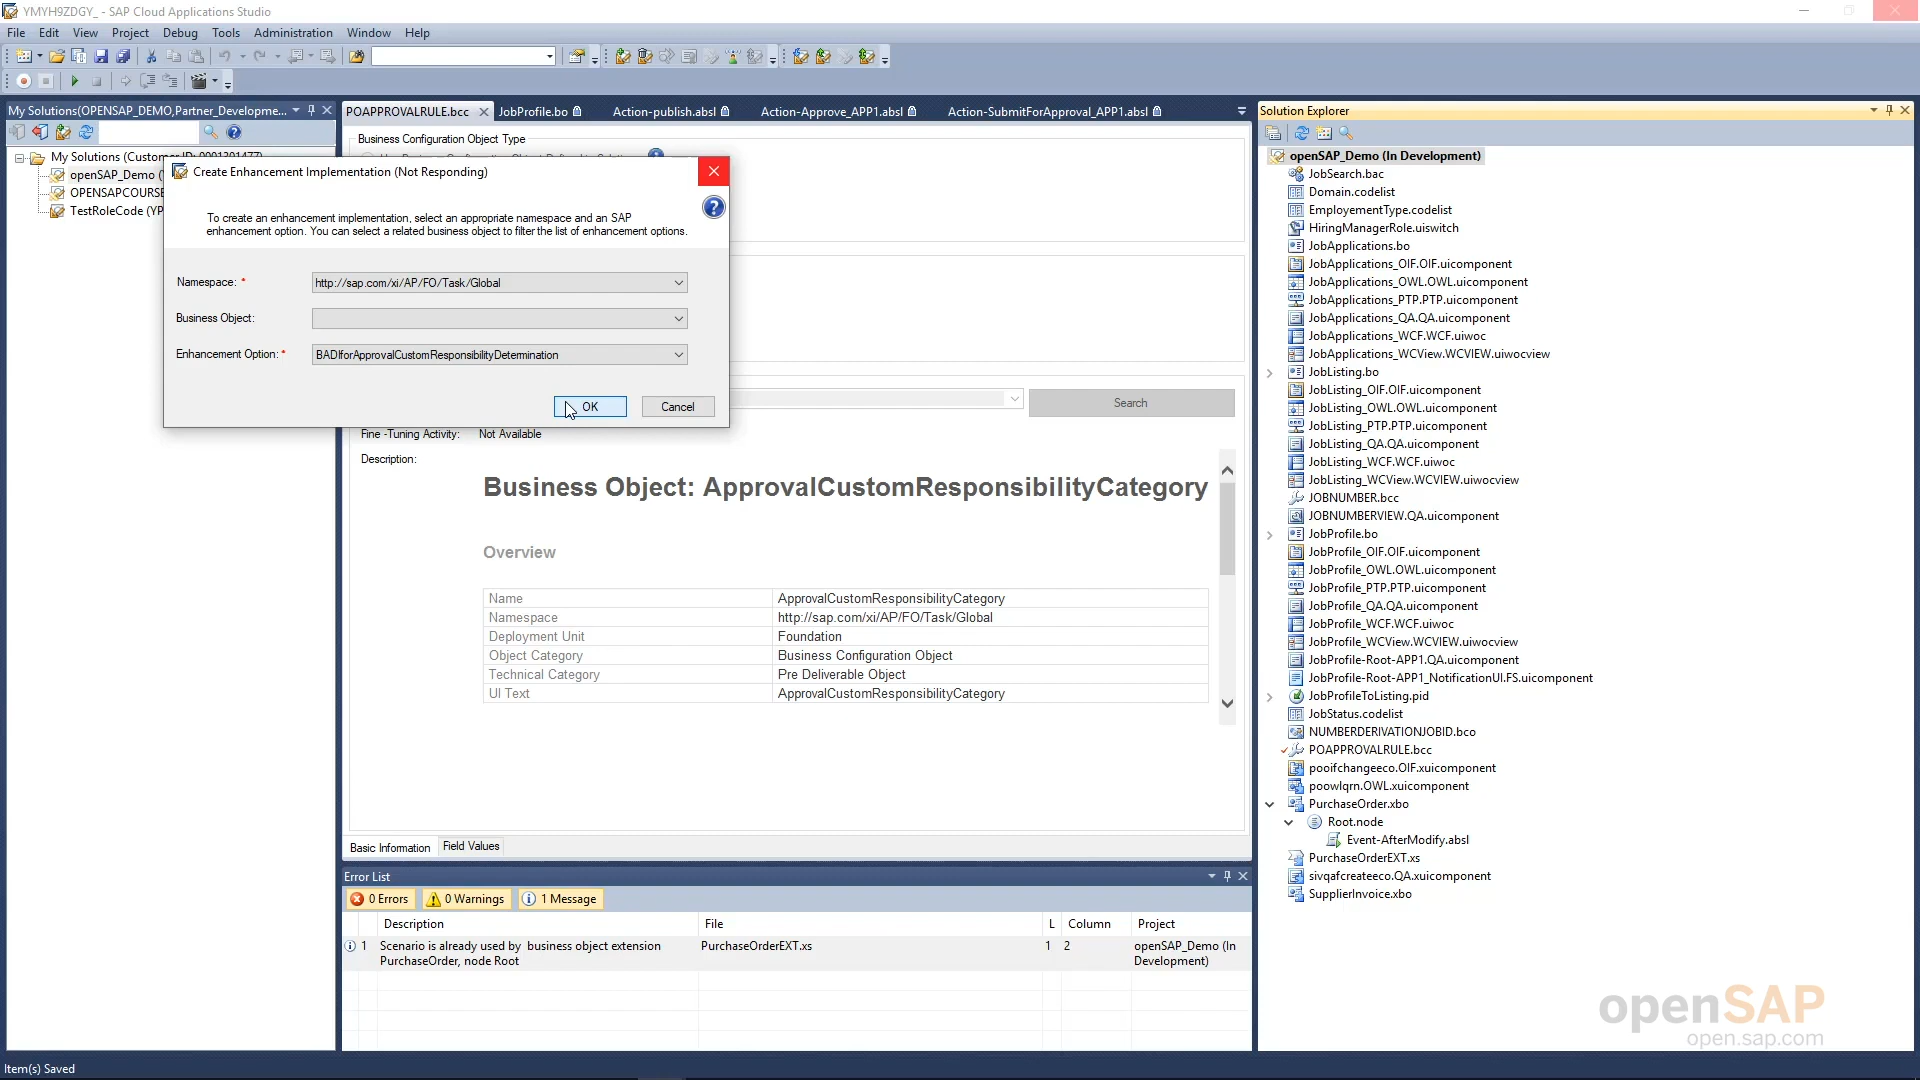 YMYH9ZDGY_ - SAP Cloud Applications Studio
File Edit View Project Debug Tools Administration Window Help
My Solutions(OPENSAP_DEMO,Partner_Developme...
My Solutions (Customer ID: 0001301477)
openSAP_Demo (
OPENSAPCOURSE
TestRoleCode (YP
POAPPROVALRULE.bcc
JobProfile.bo
Action-publish.absl
Action-Approve_APP1.absl
Action-SubmitForApproval_APP1.absl
Business Configuration Object Type
Create Enhancement Implementation (Not Responding)
To create an enhancement implementation, select an appropriate namespace and an SAP
enhancement option. You can select a related business object to filter the list of enhancement options.
Namespace: *
http://sap.com/xi/AP/FO/Task/Global
Business Object:
Enhancement Option: *
BADIforApprovalCustomResponsibilityDetermination
OK
Cancel
Search
Fine -Tuning Activity: Not Available
Description:
Business Object: ApprovalCustomResponsibilityCategory
Overview
Name ApprovalCustomResponsibilityCategory
Namespace http://sap.com/xi/AP/FO/Task/Global
Deployment Unit Foundation
Object Category Business Configuration Object
Technical Category Pre Deliverable Object
UI Text ApprovalCustomResponsibilityCategory
Basic Information
Field Values
Error List
0 Errors
0 Warnings
1 Message
Description File L Column Project
1 Scenario is already used by business object extension PurchaseOrder, node Root PurchaseOrderEXT.xs 1 2 openSAP_Demo (In Development)
Solution Explorer
openSAP_Demo (In Development)
JobSearch.bac
Domain.codelist
EmployementType.codelist
HiringManagerRole.uiswitch
JobApplications.bo
JobApplications_OIF.OIF.uicomponent
JobApplications_OWL.OWL.uicomponent
JobApplications_PTP.PTP.uicomponent
JobApplications_QA.QA.uicomponent
JobApplications_WCF.WCF.uiwoc
JobApplications_WCView.WCVIEW.uiwocview
JobListing.bo
JobListing_OIF.OIF.uicomponent
JobListing_OWL.OWL.uicomponent
JobListing_PTP.PTP.uicomponent
JobListing_QA.QA.uicomponent
JobListing_WCF.WCF.uiwoc
JobListing_WCView.WCVIEW.uiwocview
JOBNUMBER.bcc
JOBNUMBERVIEW.QA.uicomponent
JobProfile.bo
JobProfile_OIF.OIF.uicomponent
JobProfile_OWL.OWL.uicomponent
JobProfile_PTP.PTP.uicomponent
JobProfile_QA.QA.uicomponent
JobProfile_WCF.WCF.uiwoc
JobProfile_WCView.WCVIEW.uiwocview
JobProfile-Root-APP1.QA.uicomponent
JobProfile-Root-APP1_NotificationUI.FS.uicomponent
JobProfileToListing.pid
JobStatus.codelist
NUMBERDERIVATIONJOBID.bco
POAPPROVALRULE.bcc
pooifchangeeco.OIF.xuicomponent
poowlqrn.OWL.xuicomponent
PurchaseOrder.xbo
Root.node
Event-AfterModify.absl
PurchaseOrderEXT.xs
sivqafcreateeco.QA.xuicomponent
SupplierInvoice.xbo
openSAP
open.sap.com
Item(s) Saved